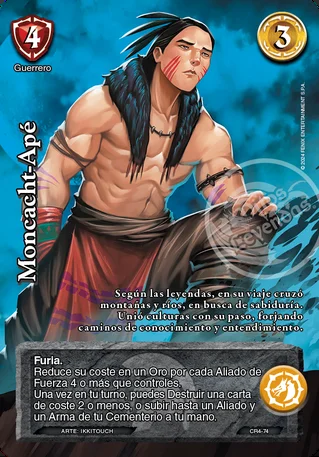 4
3
Guerrero
© 2024 FENIX ENTERTAINMENT S.P.A.
Moncacht-Apé
Según las leyendas, en su viaje cruzó
montañas y ríos, en busca de sabiduría.
Unió culturas con su paso, forjando
caminos de conocimiento y entendimiento.
Furia.
Reduce su coste en un Oro por cada Aliado de
Fuerza 4 o más que controles.
Una vez en tu turno, puedes Destruir una carta
de coste 2 o menos, o subir hasta un Aliado y
un Arma de tu Cementerio a tu mano.
ARTE: IKKITOUCH
CR4-74